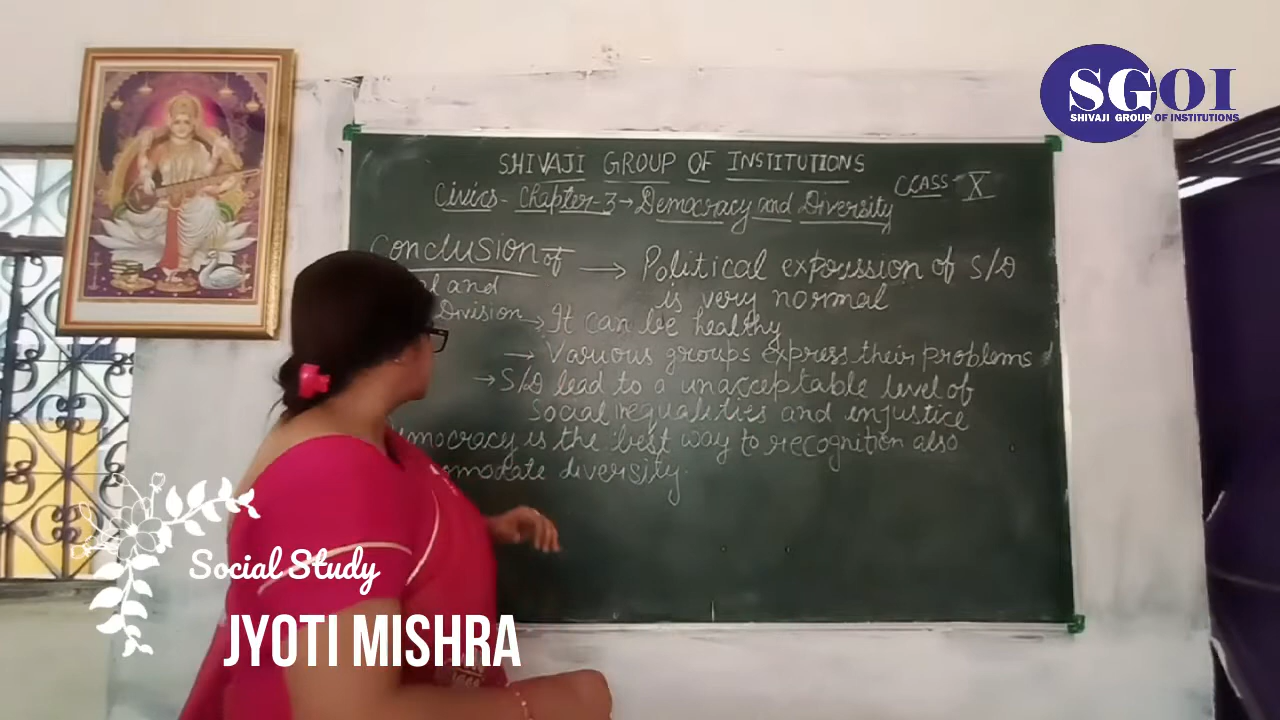 SGOI
SHIVAJI GROUP OF INSTITUTIONS
SHIVAJI GROUP OF INSTITUTIONS
CLASS - X
Civics - Chapter-3 → Democracy and Diversity
Conclusion of → Political expression of S/D
and is very normal
Division → It can be healthy
→ Various groups express their problems
→ S/D lead to a unacceptable level of
social inequalities and injustice
is the best way to recognition also
diversity.
Social Study
JYOTI MISHRA